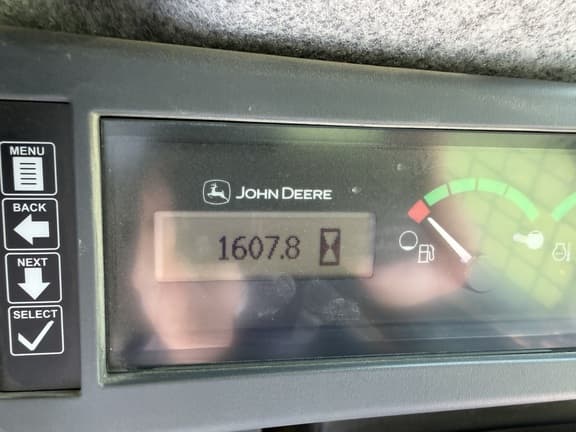 MENU
BACK
NEXT
SELECT
JOHN DEERE
1607.8